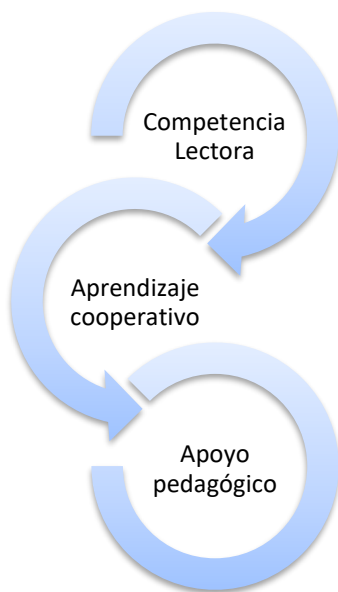 Competencia
Lectora
Aprendizaje
cooperativo
Apoyo
pedagógico